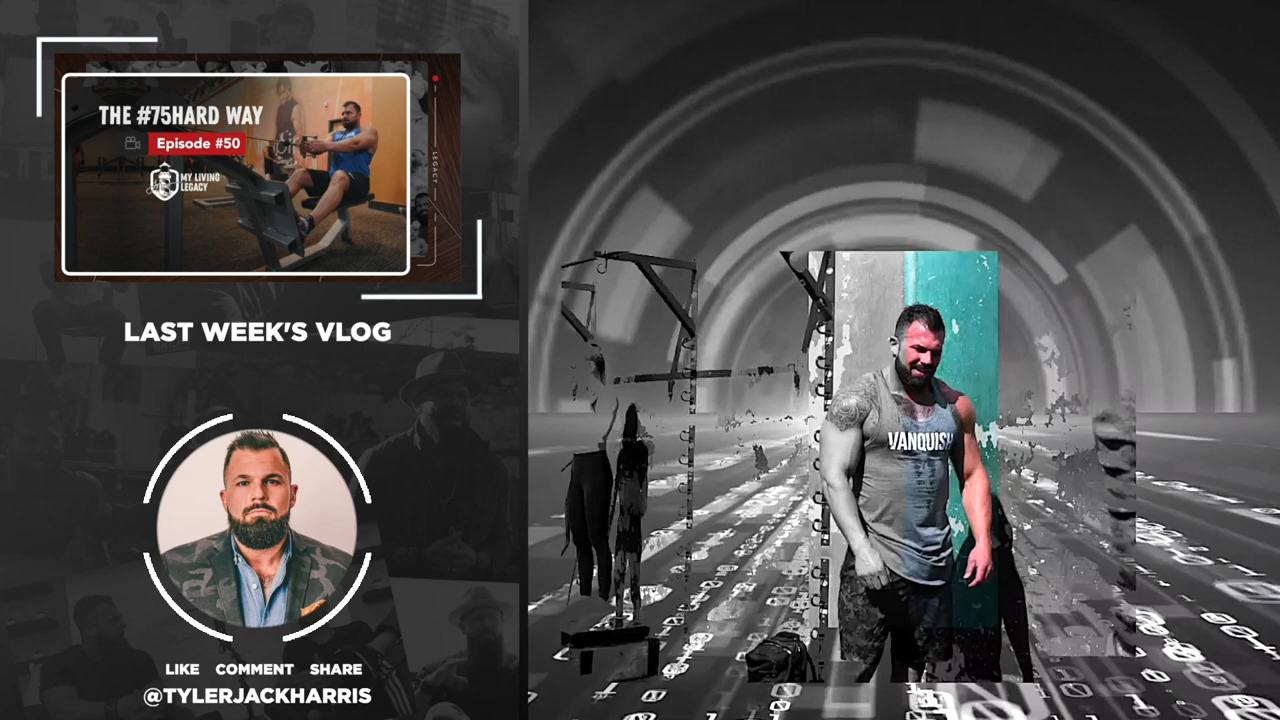 THE #75HARD WAY
Episode #50
MY LIVING
LEGACY
LEGACY
LAST WEEK'S VLOG
LIKE COMMENT SHARE
@TYLERJACKHARRIS
VANQUISH